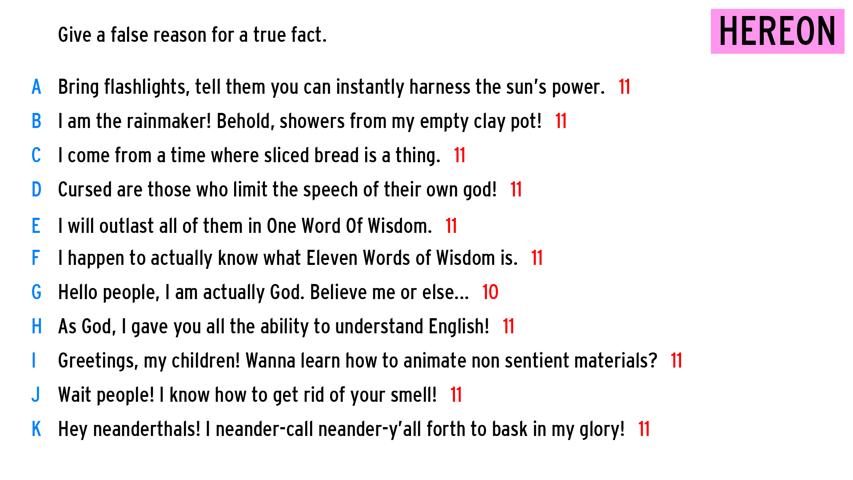 Give a false reason for a true fact.
HEREON
A Bring flashlights, tell them you can instantly harness the sun's power. 11
B I am the rainmaker! Behold, showers from my empty clay pot! 11
C I come from a time where sliced bread is a thing. 11
D Cursed are those who limit the speech of their own god! 11
E I will outlast all of them in One Word Of Wisdom. 11
F I happen to actually know what Eleven Words of Wisdom is. 11
G Hello people, I am actually God. Believe me or else... 10
H As God, I gave you all the ability to understand English! 11
I Greetings, my children! Wanna learn how to animate non sentient materials? 11
J Wait people! I know how to get rid of your smell! 11
K Hey neanderthals! I neander-call neander-y'all forth to bask in my glory! 11